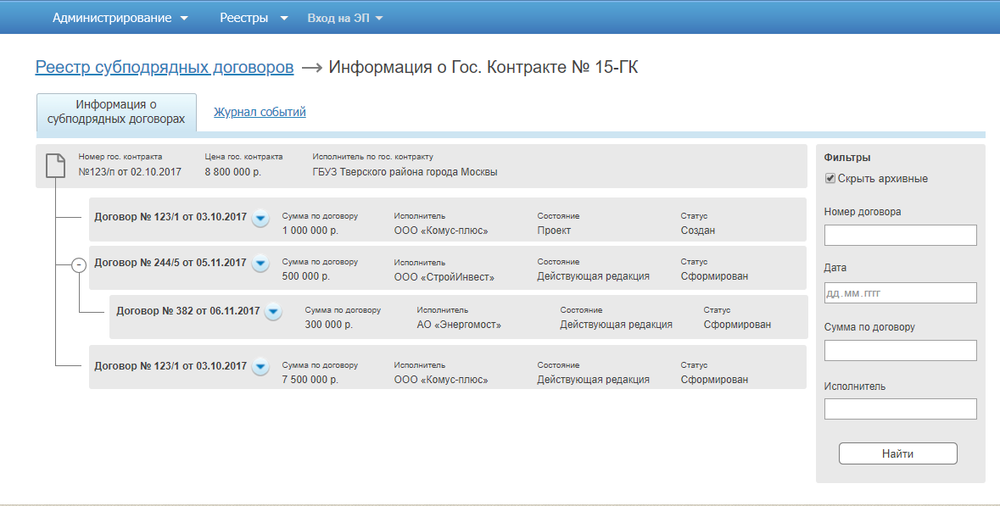 Администрирование Реестры Вход на ЭП
Реестр субподрядных договоров → Информация о Гос. Контракте № 15-ГК
Информация о
субподрядных договорах
Журнал событий
Номер гос. контракта Цена гос. контракта Исполнитель по гос. контракту
№123/п от 02.10.2017 8 800 000 р. ГБУЗ Тверского района города Москвы
Договор № 123/1 от 03.10.2017 Сумма по договору Исполнитель Состояние Статус
1 000 000 р. ООО «Комус-плюс» Проект Создан
Договор № 244/5 от 05.11.2017 Сумма по договору Исполнитель Состояние Статус
500 000 р. ООО «СтройИнвест» Действующая редакция Сформирован
Договор № 382 от 06.11.2017 Сумма по договору Исполнитель Состояние Статус
300 000 р. АО «Энергомост» Действующая редакция Сформирован
Договор № 123/1 от 03.10.2017 Сумма по договору Исполнитель Состояние Статус
7 500 000 р. ООО «Комус-плюс» Действующая редакция Сформирован
Фильтры
Скрыть архивные
Номер договора
Дата
дд.мм.гггг
Сумма по договору
Исполнитель
Найти